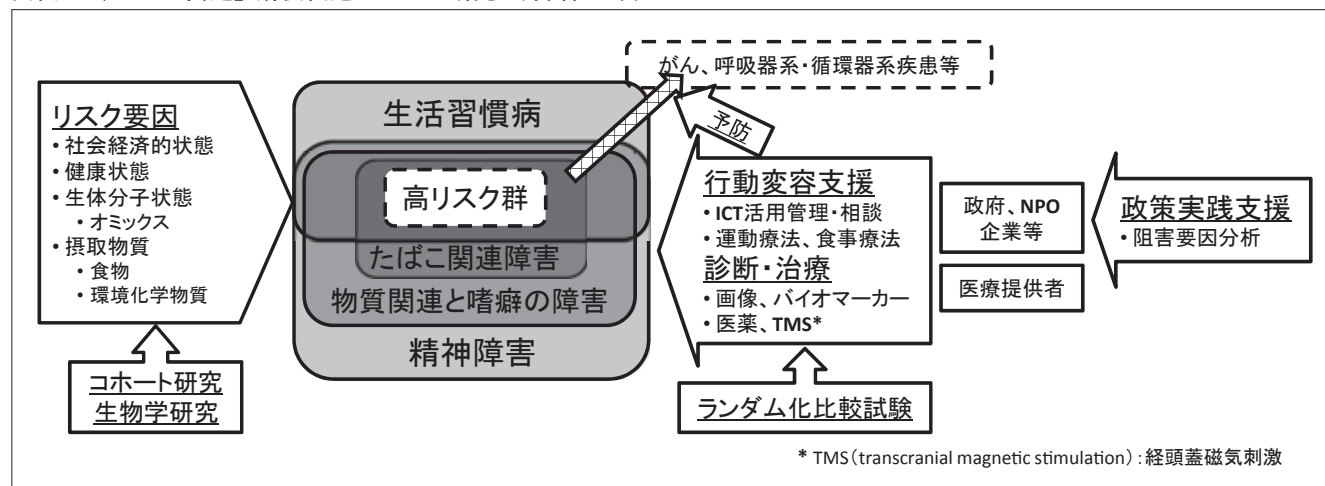 がん、呼吸器系・循環器系疾患等
リスク要因
・社会経済的状態
・健康状態
・生体分子状態
・オミックス
・摂取物質
・食物
・環境化学物質
コホート研究
生物学研究
生活習慣病
高リスク群
たばこ関連障害
物質関連と嗜癖の障害
精神障害
予防
行動変容支援
・ICT活用管理・相談
・運動療法、食事療法
診断・治療
・画像、バイオマーカー
・医薬、TMS*
ランダム化比較試験
政府、NPO
企業等
医療提供者
政策実践支援
・阻害要因分析
* TMS(transcranial magnetic stimulation):経頭蓋磁気刺激